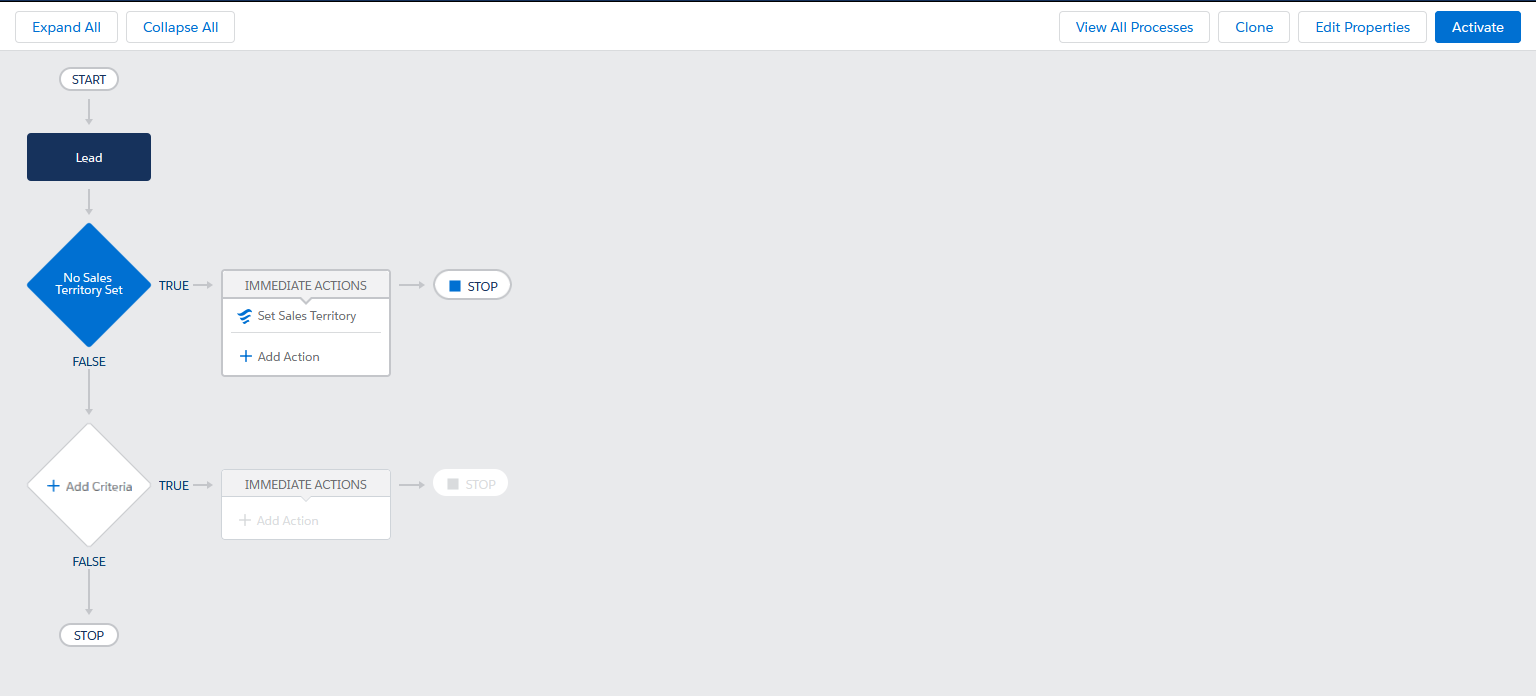 Expand All
Collapse All
View All Processes
Clone
Edit Properties
Activate
START
Lead
No Sales
Territory Set
TRUE
IMMEDIATE ACTIONS
STOP
Set Sales Territory
Add Action
FALSE
Add Criteria
TRUE
IMMEDIATE ACTIONS
STOP
Add Action
FALSE
STOP